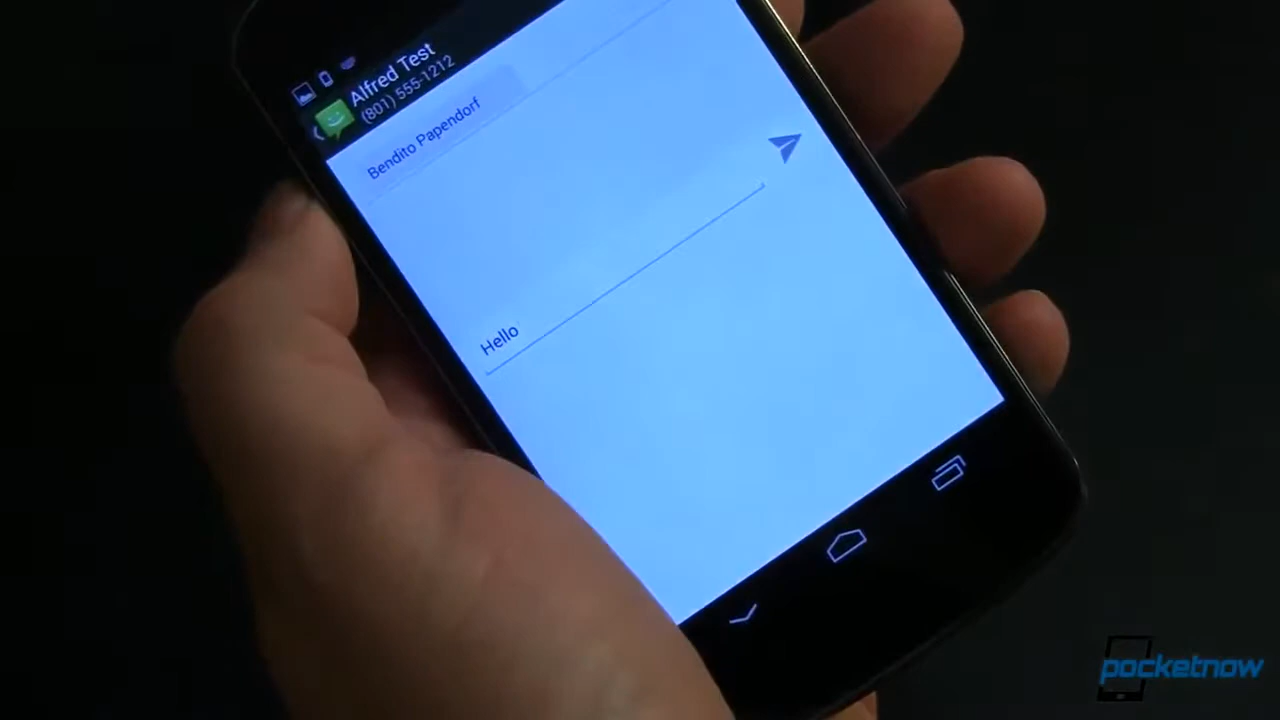 Alfred Test
(801) 555-1212
Bendito Papendorf
Hello
pocketnow